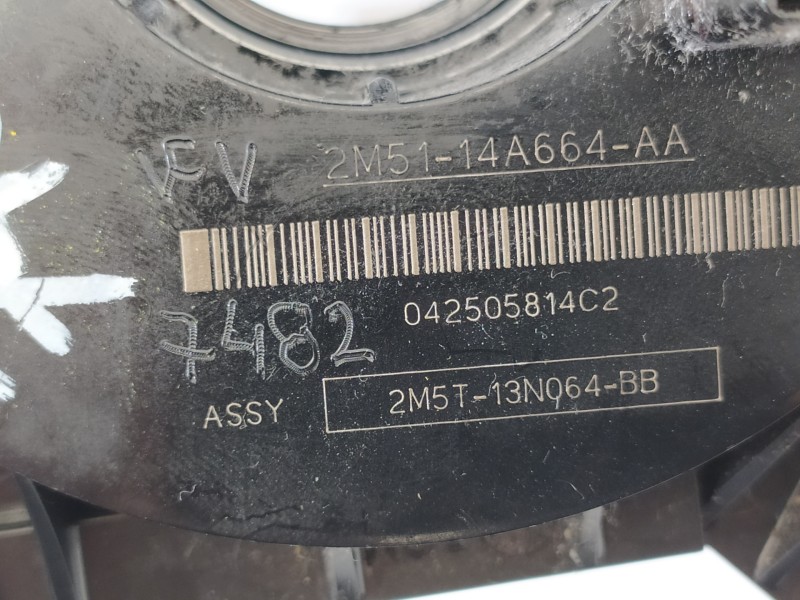 FV 2M51-14A664-AA
042505814C2
7482
ASSY 2M5T-13N064-BB